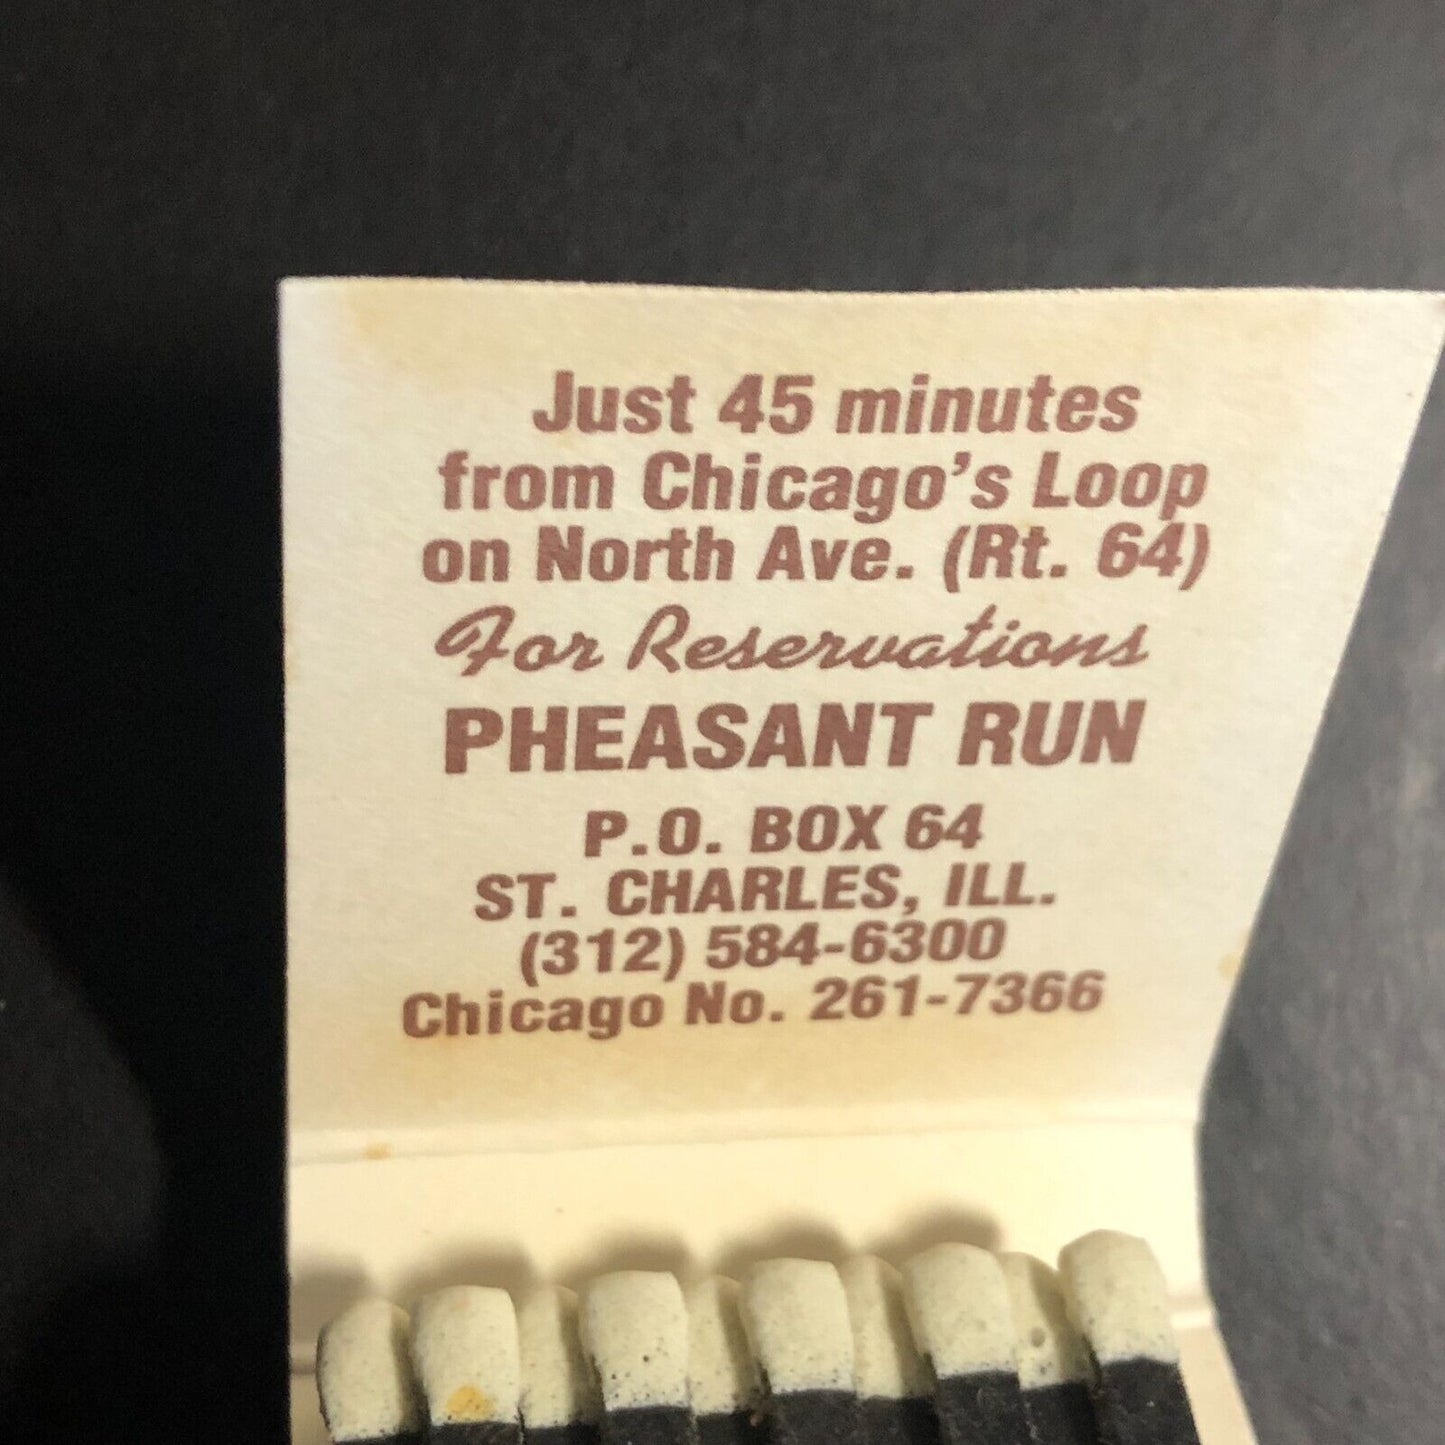 Just 45 minutes
from Chicago's Loop
on North Ave. (Rt. 64)
For Reservations
PHEASANT RUN
P.O. BOX 64
ST. CHARLES, ILL.
(312) 584-6300
Chicago No. 261-7366